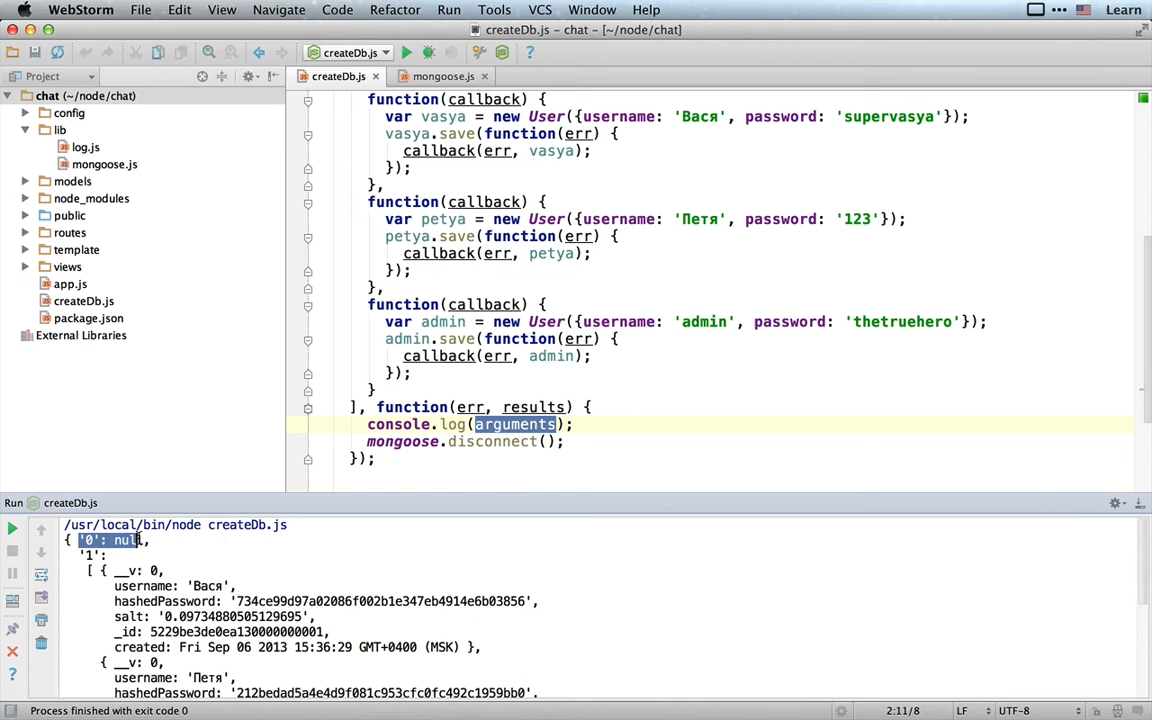 WebStorm File Edit View Navigate Code Refactor Run Tools VCS Window Help Learn
createDb.js – chat – [~/node/chat]
createDb.js
Project createDb.js mongoose.js
chat (~/node/chat)
config
lib
log.js
mongoose.js
models
node_modules
public
routes
template
views
app.js
createDb.js
package.json
External Libraries
function(callback) {
var vasya = new User({username: 'Вася', password: 'supervasya'});
vasya.save(function(err) {
callback(err, vasya);
});
},
function(callback) {
var petya = new User({username: 'Петя', password: '123'});
petya.save(function(err) {
callback(err, petya);
});
},
function(callback) {
var admin = new User({username: 'admin', password: 'thetruehero'});
admin.save(function(err) {
callback(err, admin);
});
}
], function(err, results) {
console.log(arguments);
mongoose.disconnect();
});
Run createDb.js
/usr/local/bin/node createDb.js
{ '0': null,
'1':
[ { __v: 0,
username: 'Вася',
hashedPassword: '734ce99d97a02086f002b1e347eb4914e6b03856',
salt: '0.09734880505129695',
_id: 5229be3de0ea130000000001,
created: Fri Sep 06 2013 15:36:29 GMT+0400 (MSK) },
{ __v: 0,
username: 'Петя',
hashedPassword: '212bedad5a4e4d9f081c953cfc0fc492c1959bb0',
Process finished with exit code 0 2:11/8 LF UTF-8